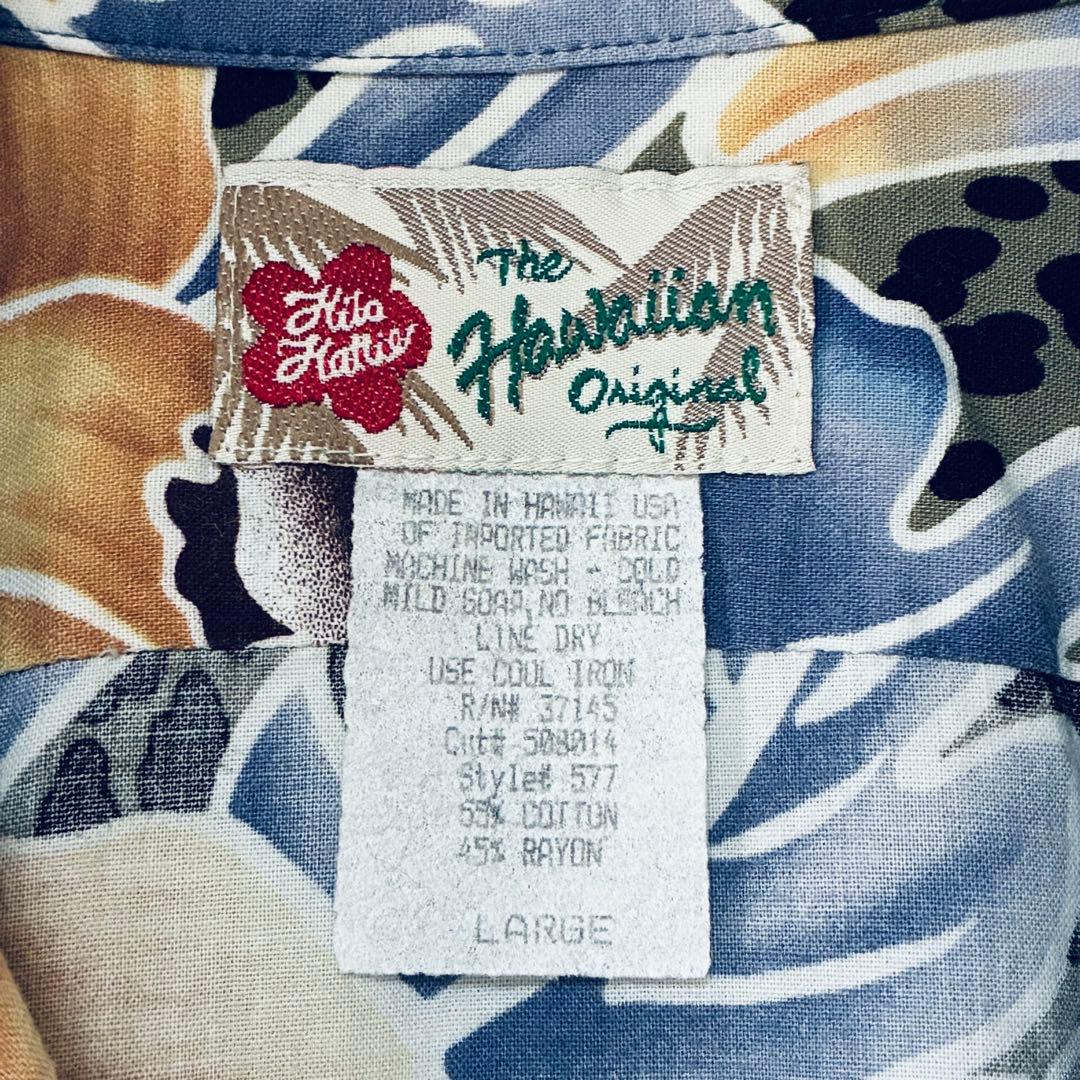 Hilo
Hattie
The
Hawaiian
Original
MADE IN HAWAII USA
OF IMPORTED FABRIC
MACHINE WASH - COLD
MILD SOAP, NO BLEACH
LINE DRY
USE COOL IRON
R/N# 37145
Cut# 508014
Style# 577
COTTON
45% RAYON
LARGE